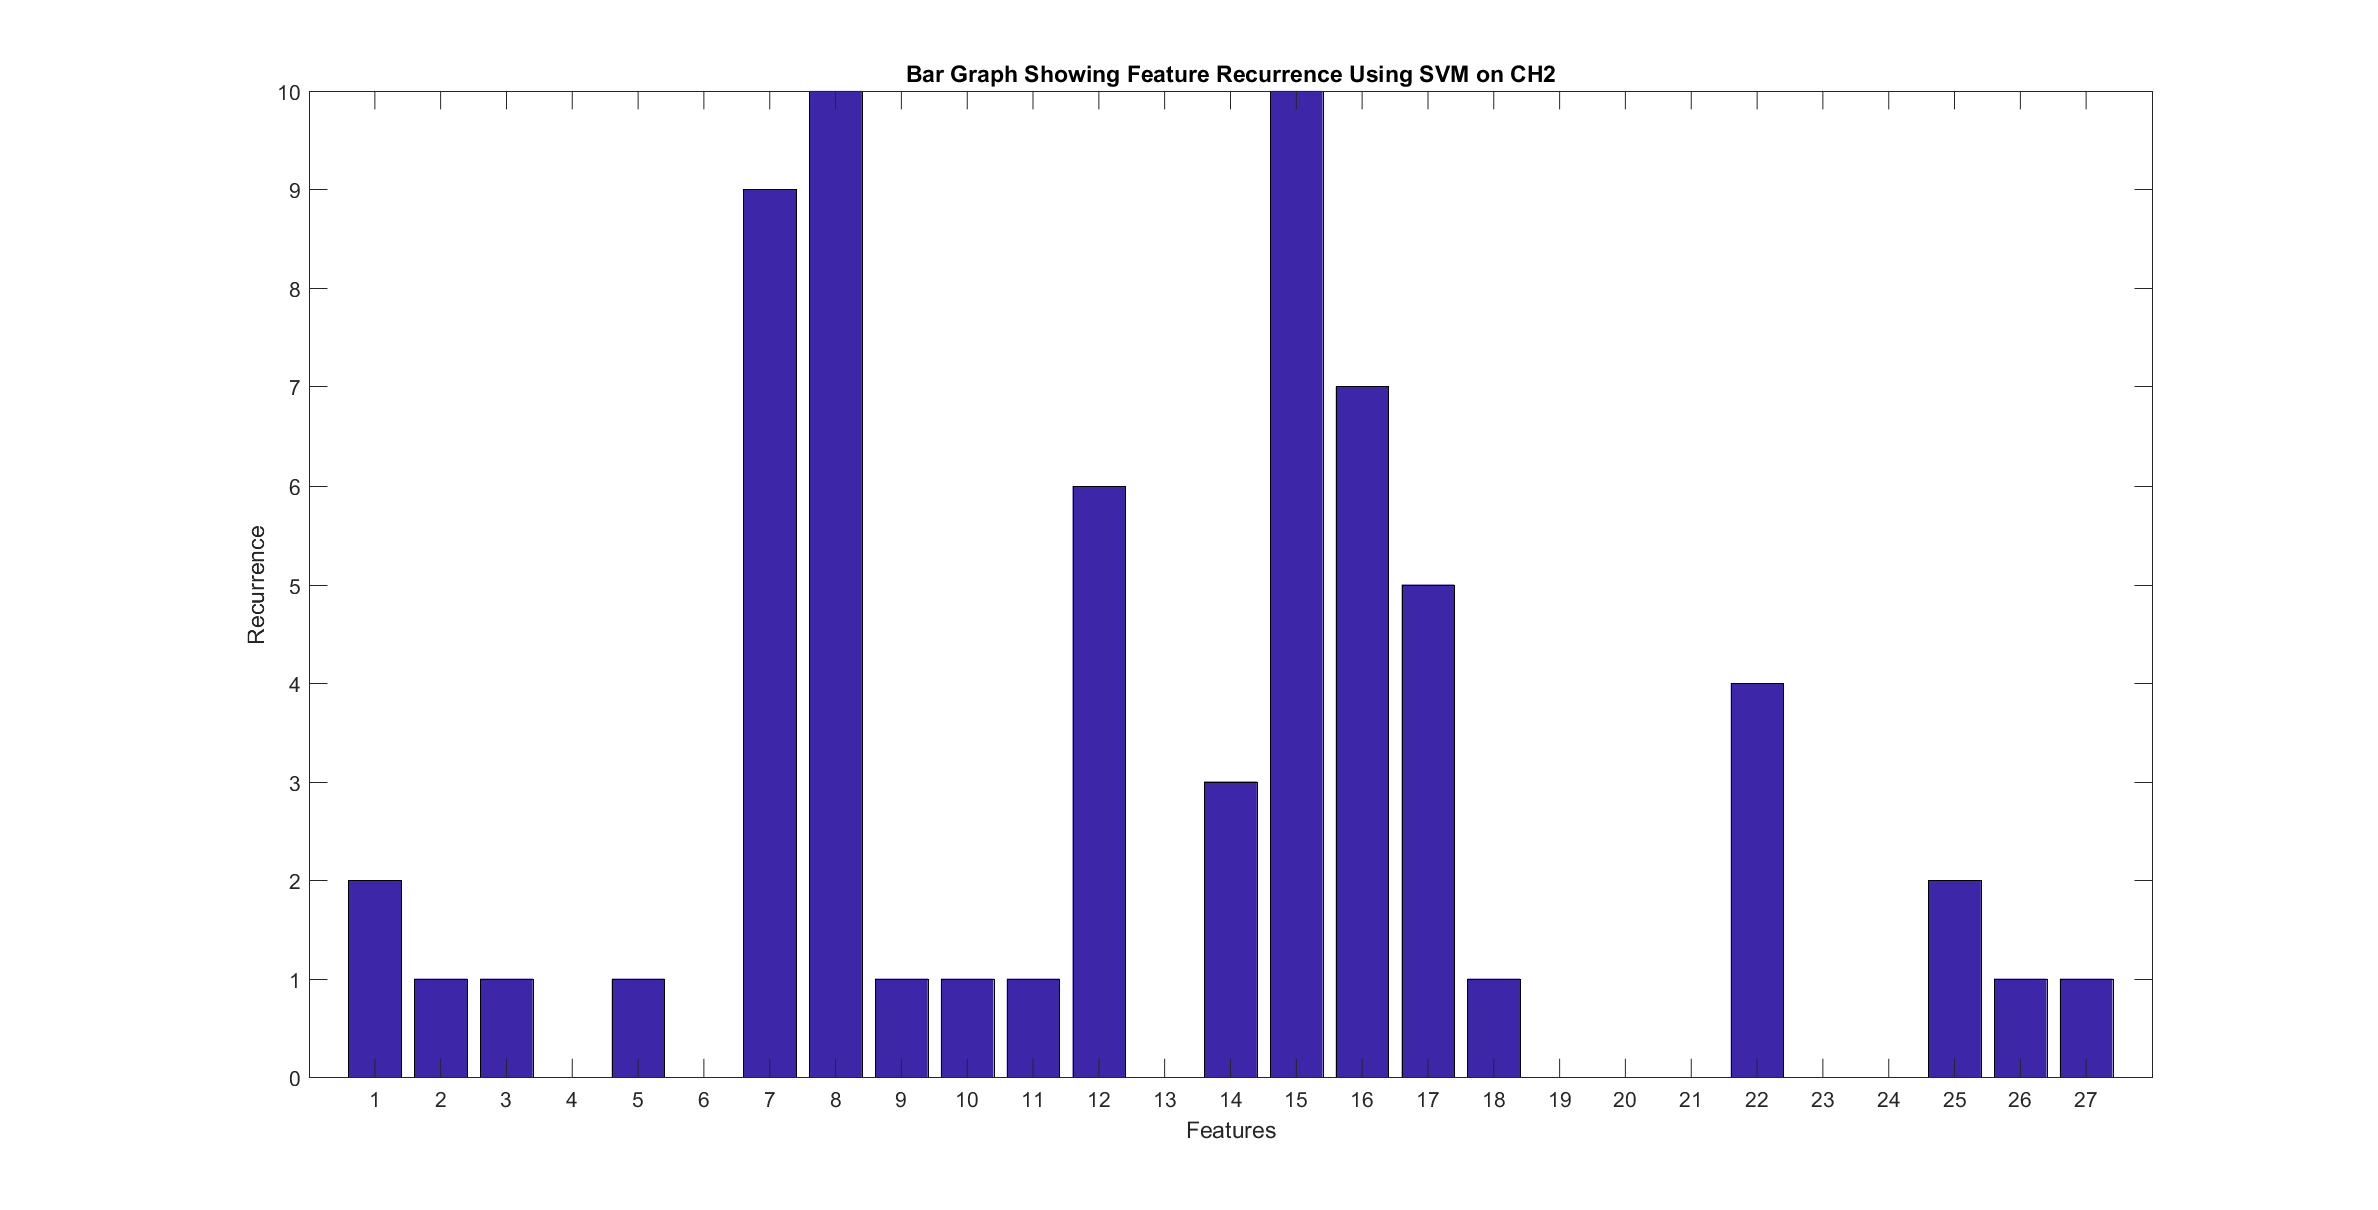 Bar Graph Showing Feature Recurrence Using SVM on CH2
10
9
8
7
6
5
4
3
2
1
0
Recurrence
1 2 3 4 5 6 7 8 9 10 11 12 13 14 15 16 17 18 19 20 21 22 23 24 25 26 27
Features